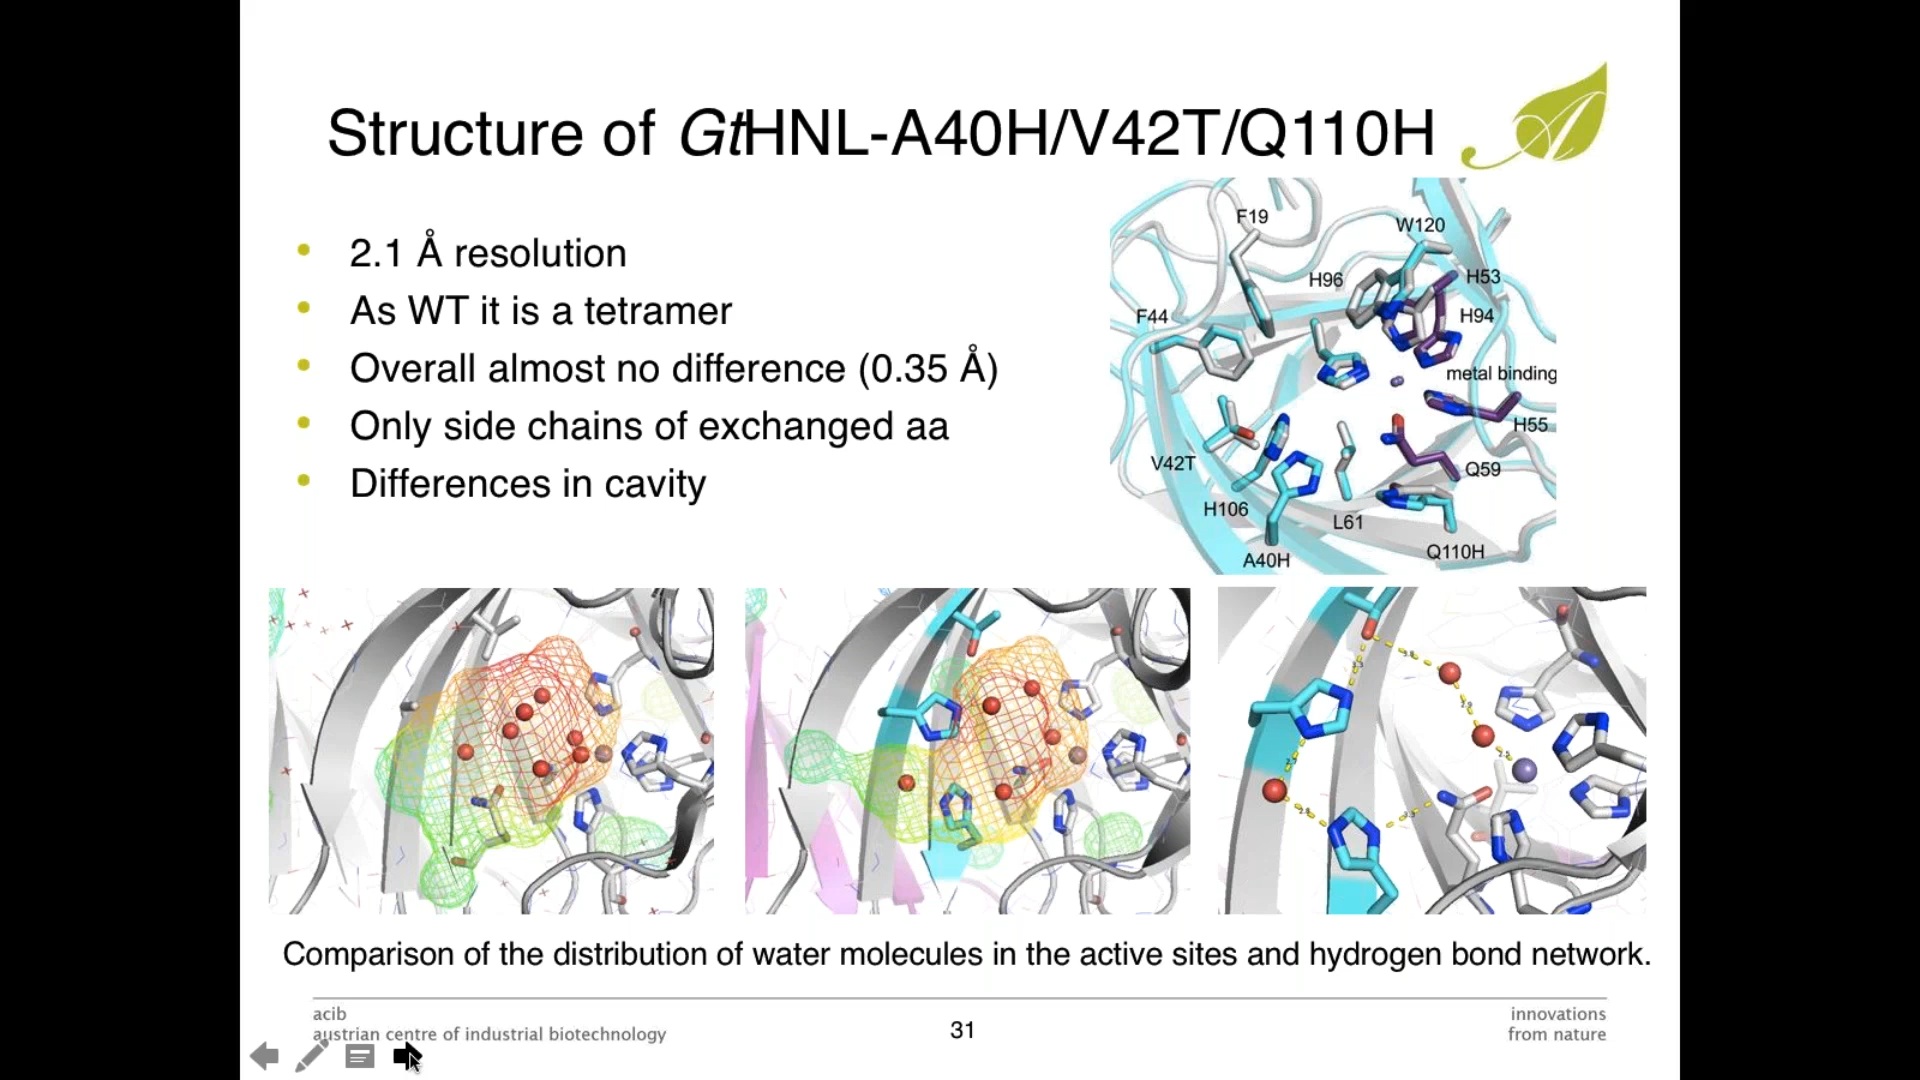 Structure of GtHNL-A40H/V42T/Q110H
• 2.1 Å resolution
• As WT it is a tetramer
• Overall almost no difference (0.35 Å)
• Only side chains of exchanged aa
• Differences in cavity
F19
W120
H96
H53
F44
H94
metal binding
H55
V42T
Q59
H106
L61
Q110H
A40H
Comparison of the distribution of water molecules in the active sites and hydrogen bond network.
acib
austrian centre of industrial biotechnology
31
innovations
from nature